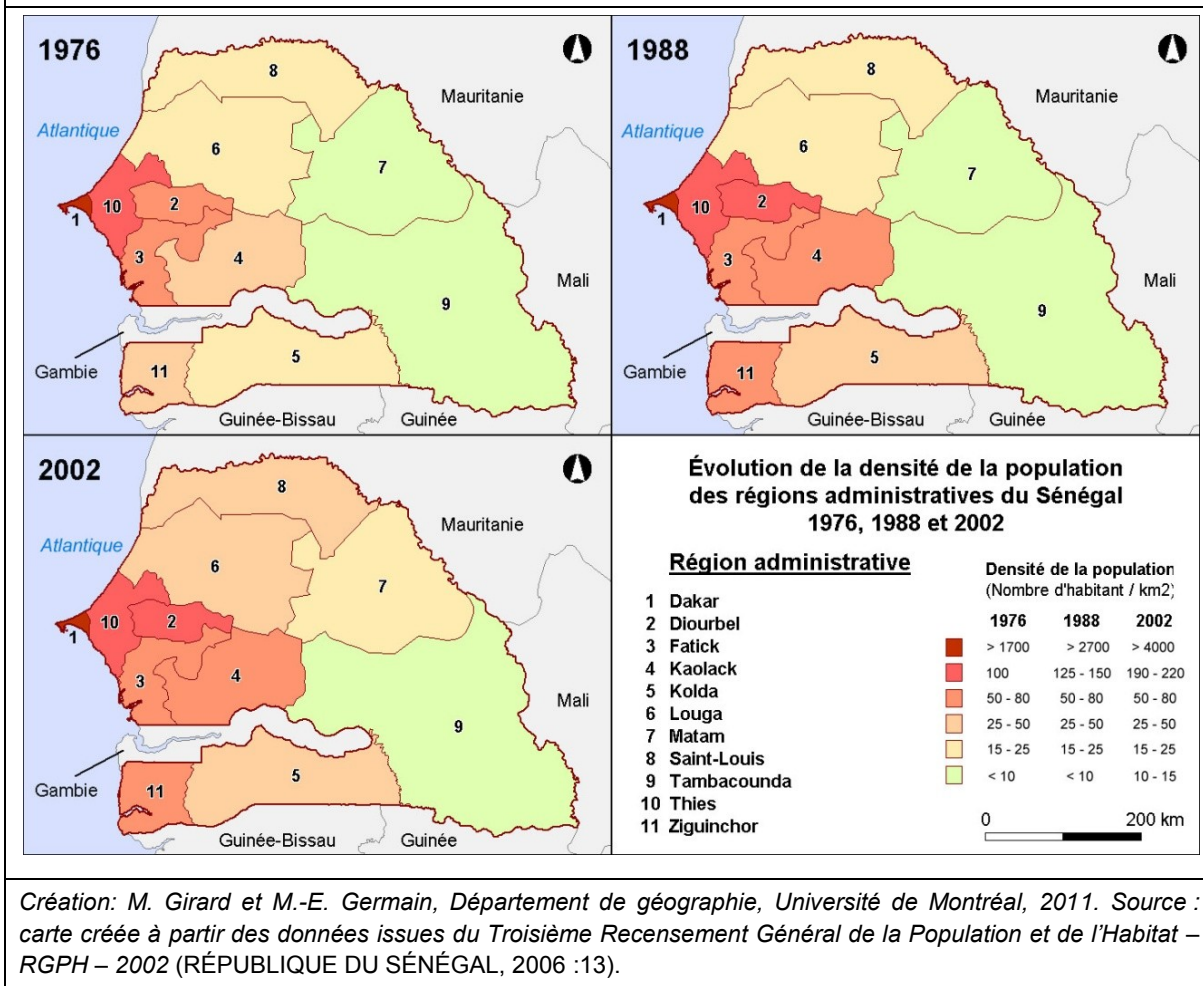 1976
8
Mauritanie
Atlantique
6
7
10
2
1
3
4
Mali
9
Gambie
5
11
Guinée-Bissau
Guinée
1988
8
Mauritanie
Atlantique
6
7
10
2
1
3
4
Mali
9
Gambie
5
11
Guinée-Bissau
Guinée
2002
8
Mauritanie
Atlantique
6
7
10
2
1
3
4
Mali
9
Gambie
5
11
Guinée-Bissau
Guinée
Évolution de la densité de la population
des régions administratives du Sénégal
1976, 1988 et 2002
Région administrative
1 Dakar
2 Diourbel
3 Fatick
4 Kaolack
5 Kolda
6 Louga
7 Matam
8 Saint-Louis
9 Tambacounda
10 Thies
11 Ziguinchor
Densité de la population
(Nombre d'habitant / km2)
1976 1988 2002
> 1700 > 2700 > 4000
100 125 - 150 190 - 220
50 - 80 50 - 80 50 - 80
25 - 50 25 - 50 25 - 50
15 - 25 15 - 25 15 - 25
< 10 < 10 10 - 15
0 200 km
Création: M. Girard et M.-E. Germain, Département de géographie, Université de Montréal, 2011. Source :
carte créée à partir des données issues du Troisième Recensement Général de la Population et de l'Habitat –
RGPH – 2002 (RÉPUBLIQUE DU SÉNÉGAL, 2006 :13).